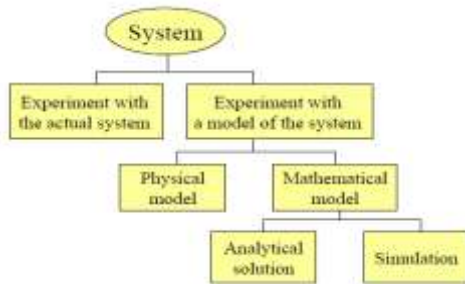 System
Experiment with
the actual system
Experiment with
a model of the system
Physical
model
Mathematical
model
Analytical
solution
Simulation